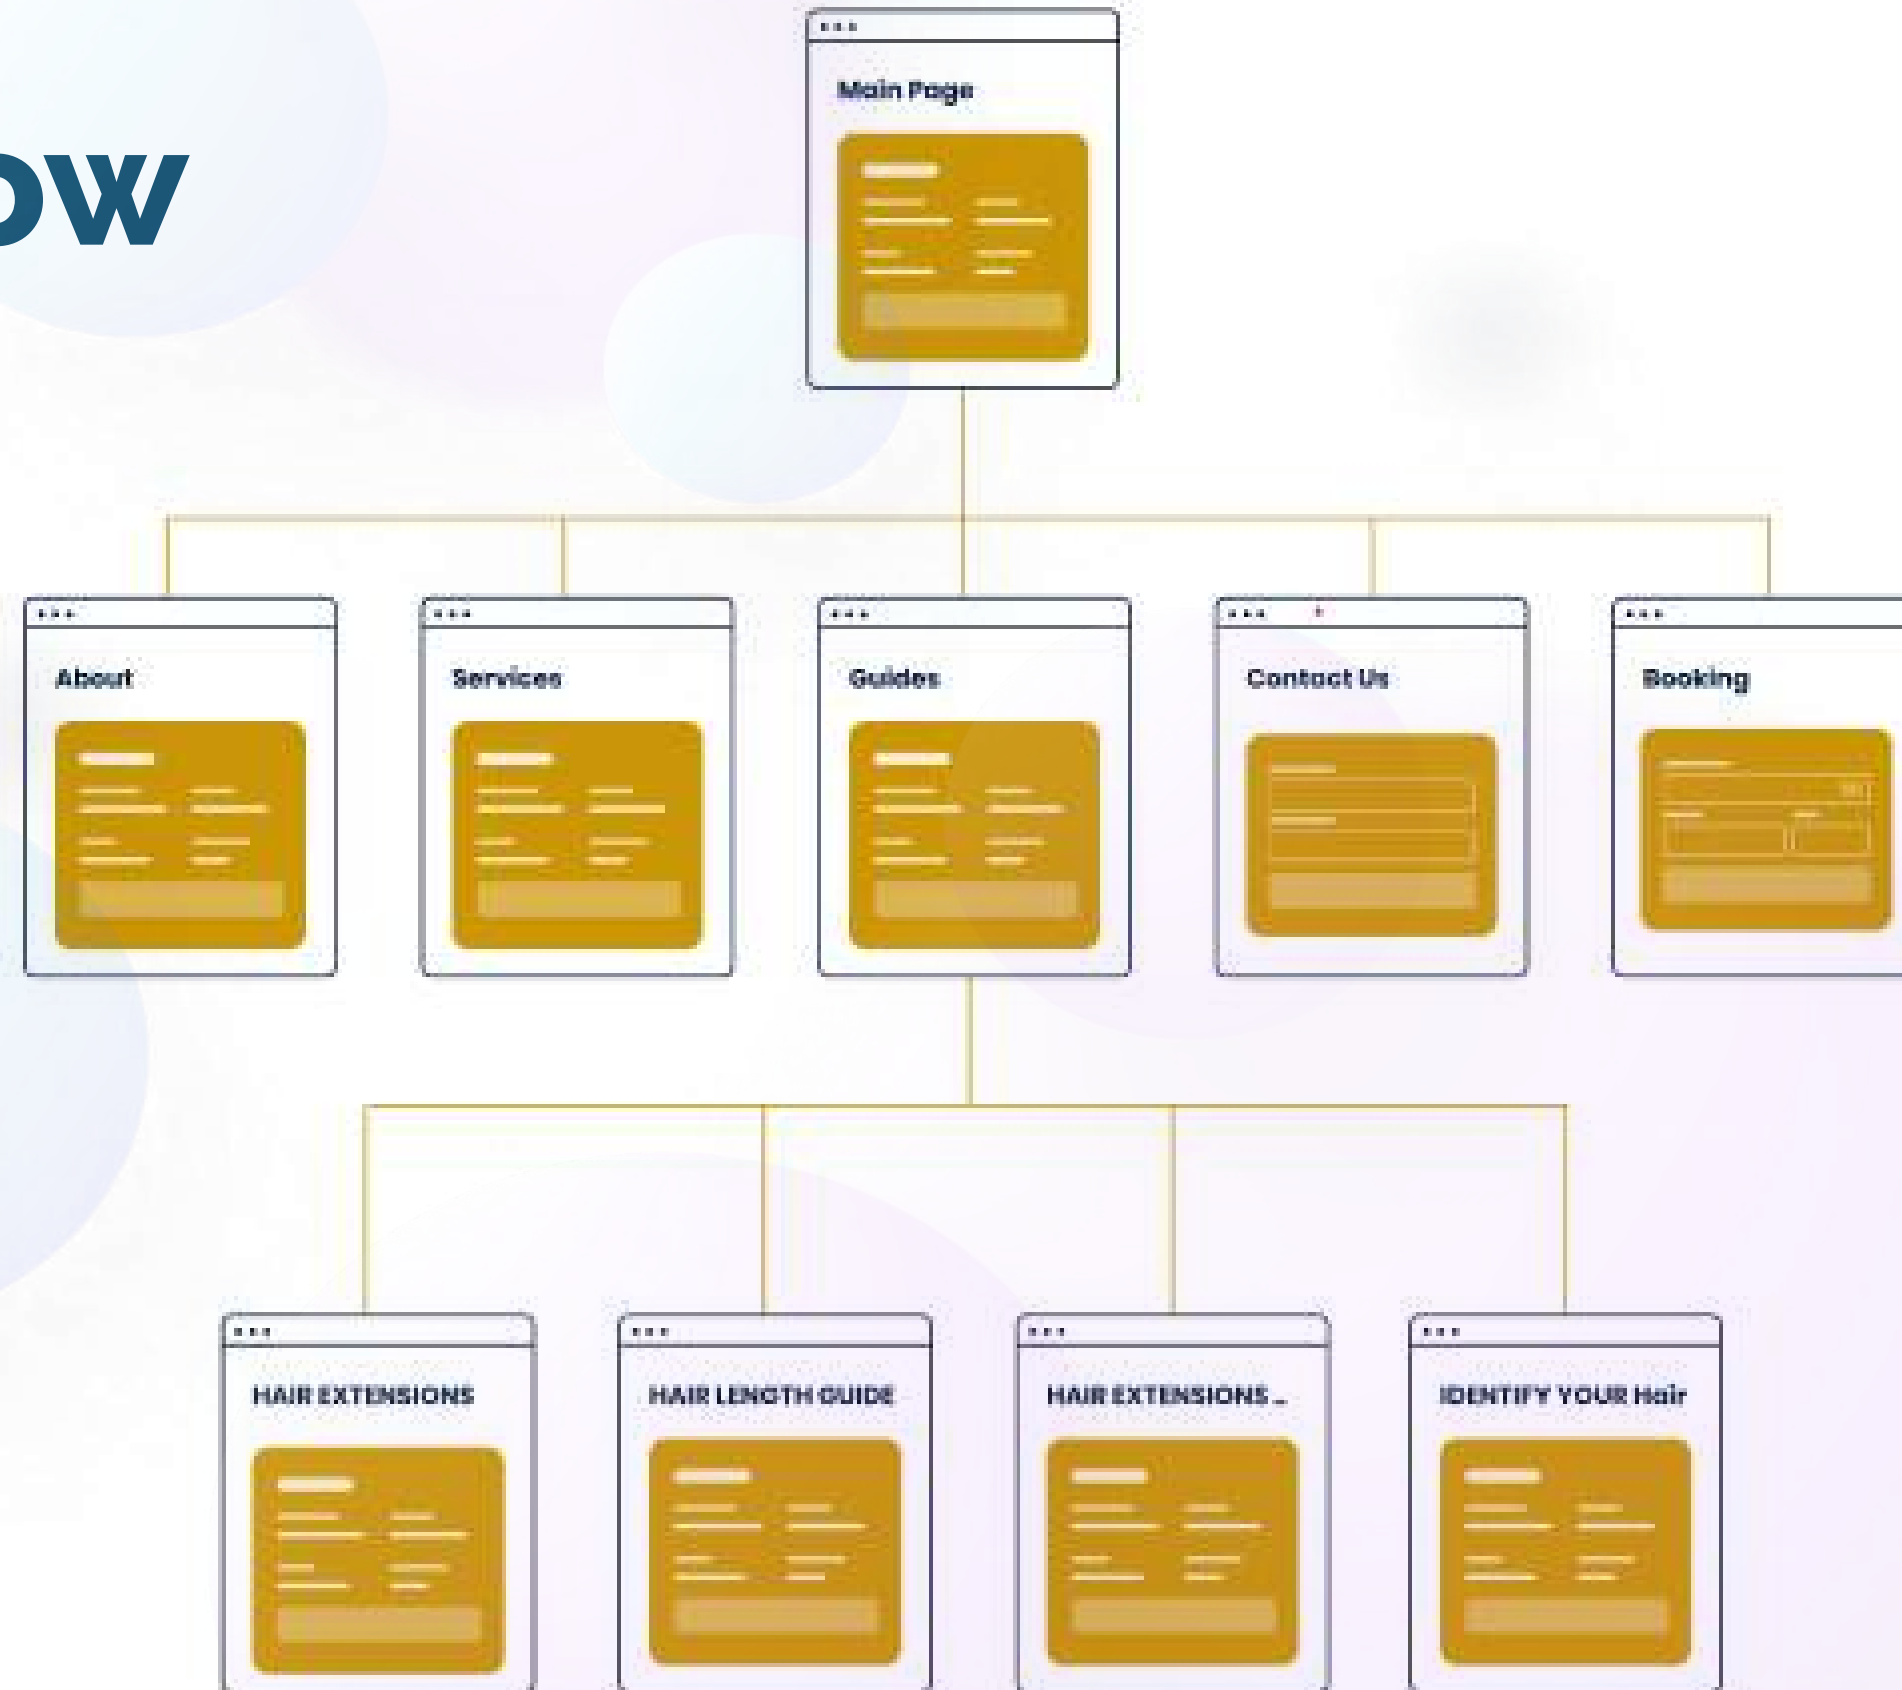 ow
Main Page
About
Services
Guides
Contact Us
Booking
HAIR EXTENSIONS
HAIR LENGTH GUIDE
HAIR EXTENSIONS ...
IDENTIFY YOUR Hair